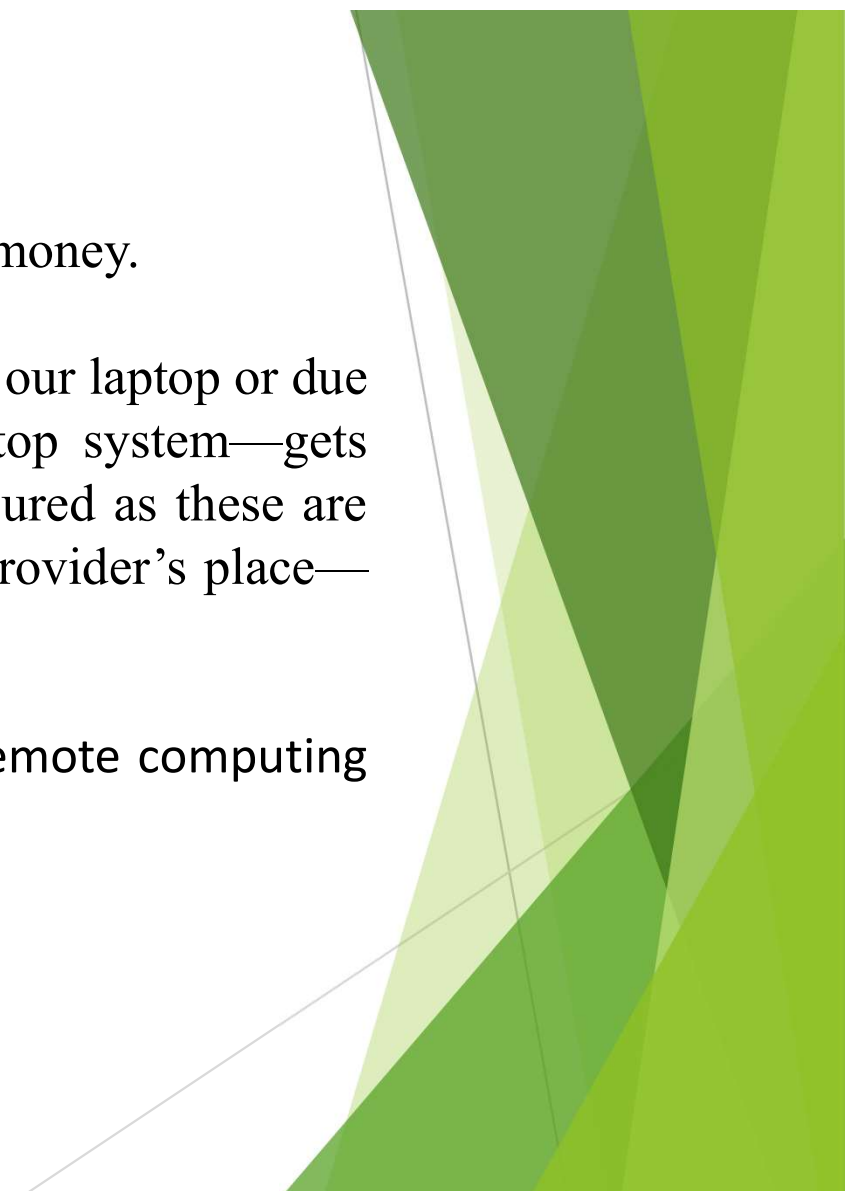 money.
our laptop or due
top system—gets
ured as these are
rovider’s place—
emote computing